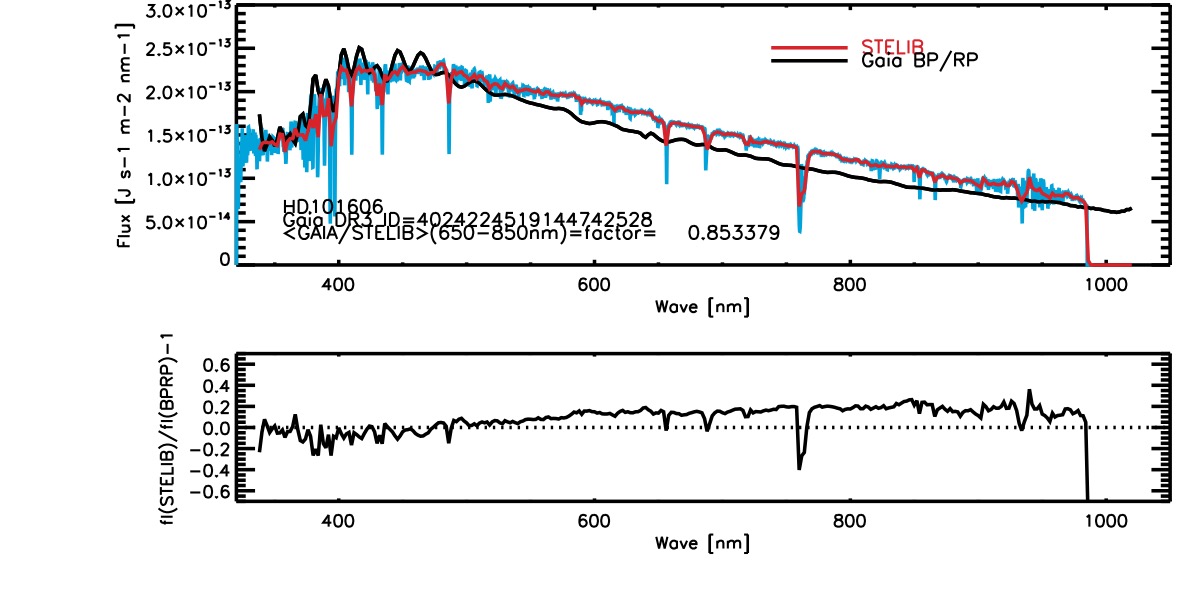 3.0×10−13
2.5×10−13
2.0×10−13
1.5×10−13
1.0×10−13
5.0×10−14
0
Flux [J s−1 m−2 nm−1]
STELIB
Gaia BP/RP
HD101606
Gaia DR3 ID=4024224519144742528
<GAIA/STELIB>(650−850nm)=factor= 0.853379
400 600 800 1000
Wave [nm]
0.6
0.4
0.2
0.0
−0.2
−0.4
−0.6
fl(STELIB)/fl(BPRP)−1
400 600 800 1000
Wave [nm]